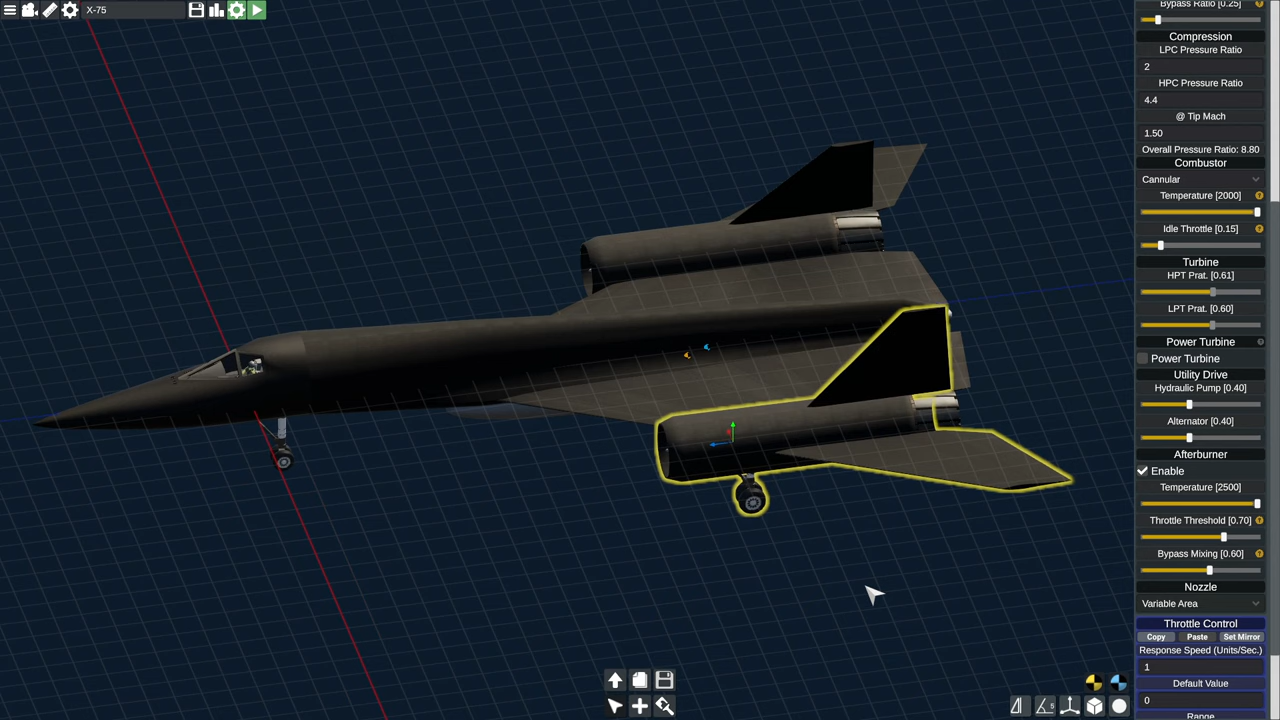 X-75
Bypass Ratio [0.25]
Compression
LPC Pressure Ratio
2
HPC Pressure Ratio
4.4
@ Tip Mach
1.50
Overall Pressure Ratio: 8.80
Combustor
Cannular
Temperature [2000]
Idle Throttle [0.15]
Turbine
HPT Prat. [0.61]
LPT Prat. [0.60]
Power Turbine
Power Turbine
Utility Drive
Hydraulic Pump [0.40]
Alternator [0.40]
Afterburner
Enable
Temperature [2500]
Throttle Threshold [0.70]
Bypass Mixing [0.60]
Nozzle
Variable Area
Throttle Control
Copy Paste Set Mirror
Response Speed (Units/Sec.)
1
Default Value
0
Range
5